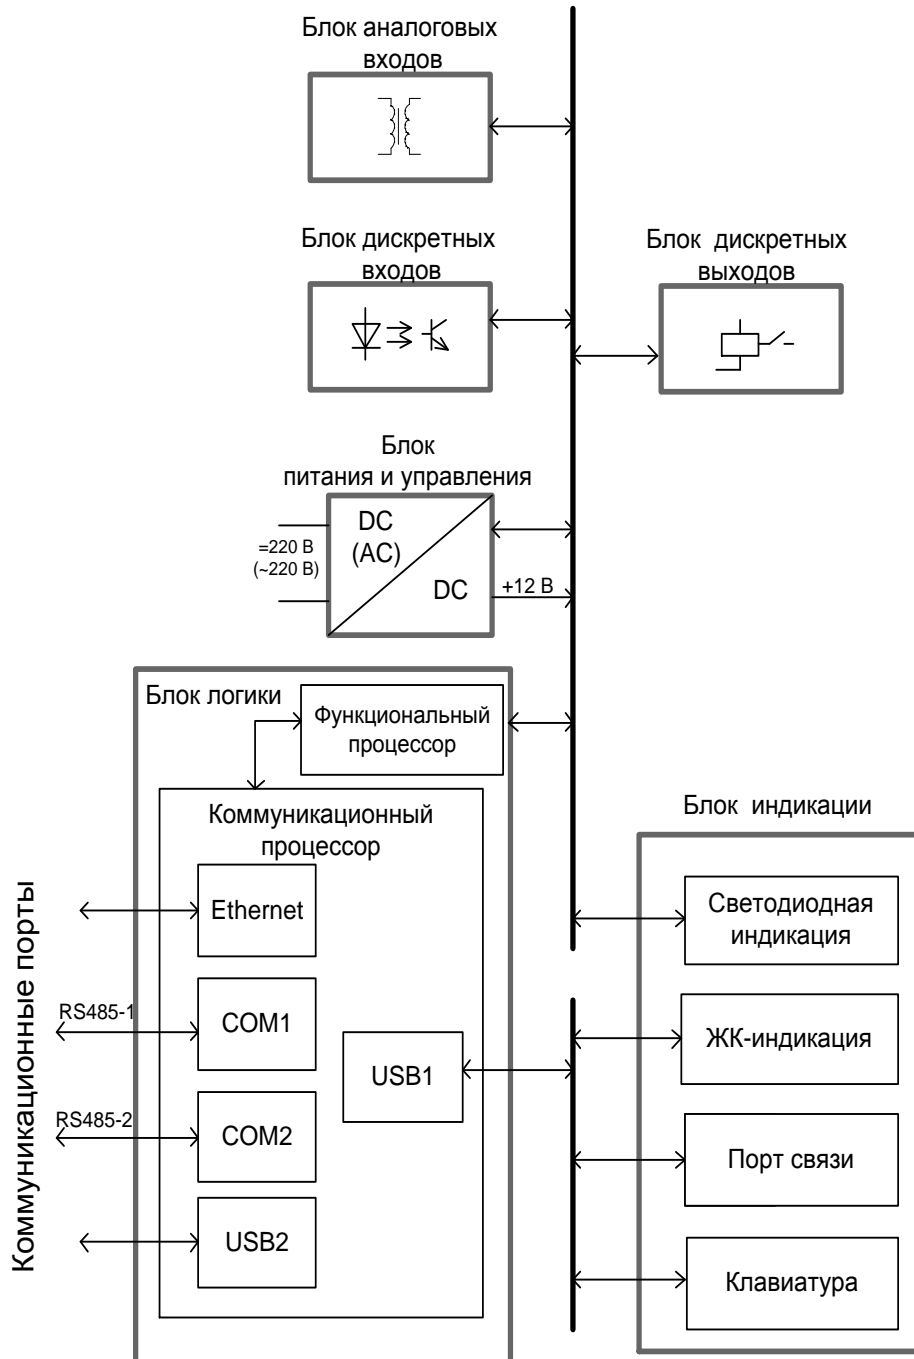 Блок аналоговых
входов
Блок дискретных
входов
Блок дискретных
выходов
Блок
питания и управления
DC
(AC)
=220 В
(~220 В)
DC
+12 В
Блок логики
Функциональный
процессор
Коммуникационный
процессор
Блок индикации
Коммуникационные порты
Ethernet
Светодиодная
индикация
RS485-1
COM1
ЖК-индикация
USB1
RS485-2
COM2
Порт связи
USB2
Клавиатура